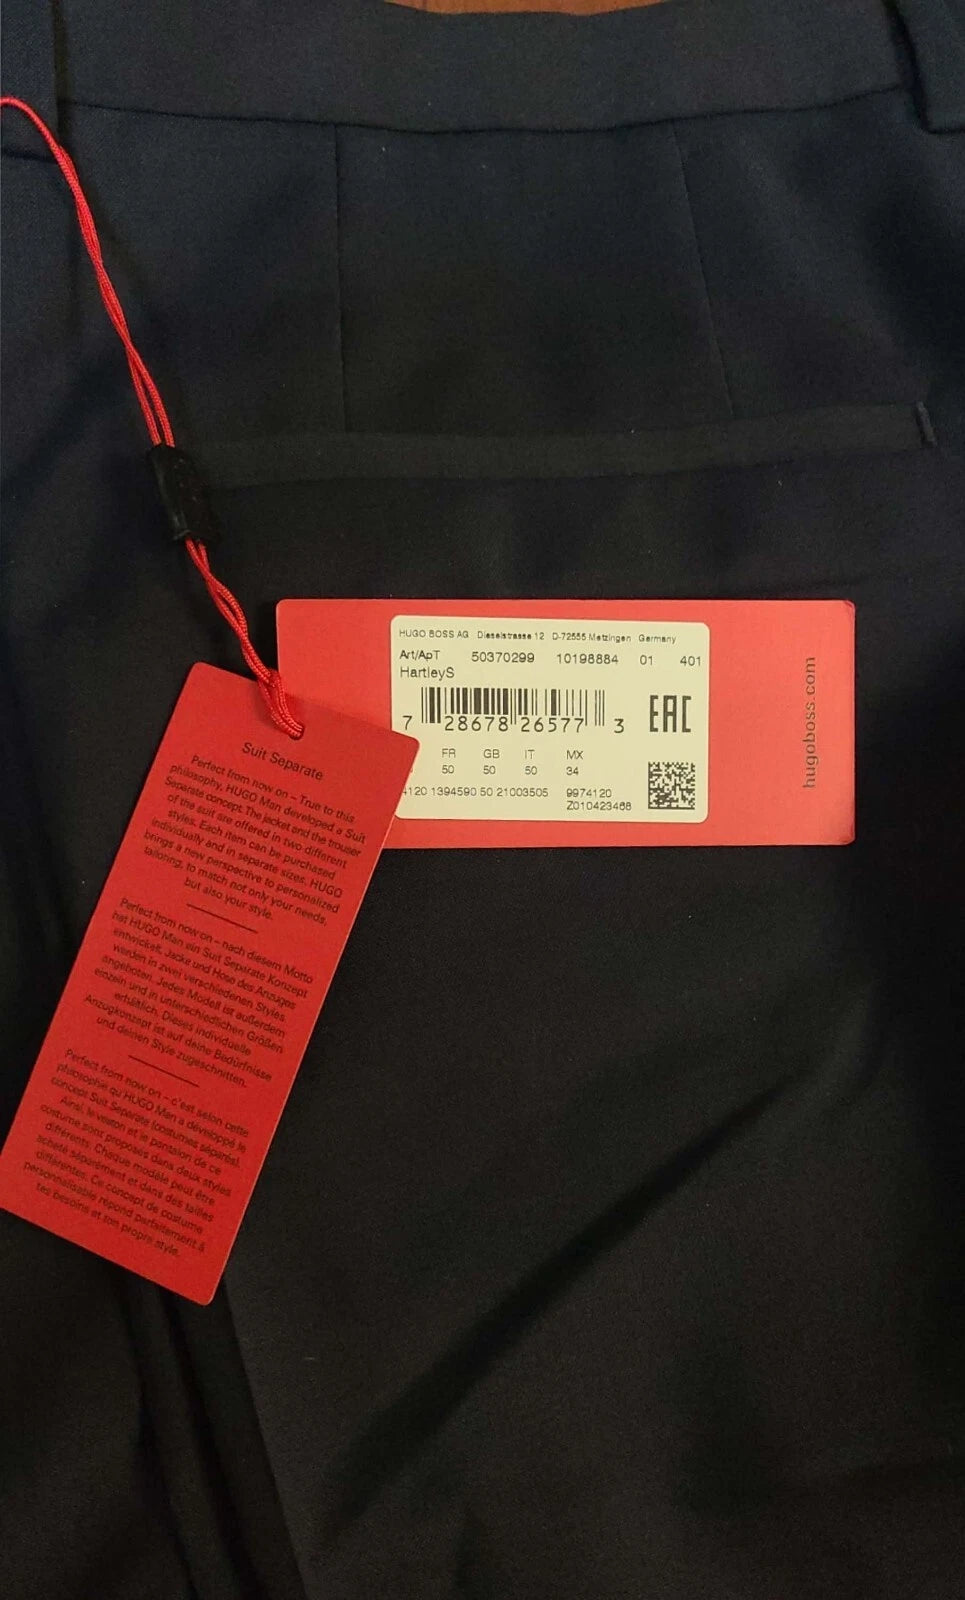 HUGO BOSS AG Dieselstrasse 12 D-72555 Metzingen Germany
Art/ApT 50370299 10198884 01 401
HartleyS
7 28678 26577 3
EAC
FR GB IT MX
50 50 50 34
4120 1394590 50 21003505 9974120
Z010423468
hugoboss.com
Suit Separate
Perfect from now on – True to this
philosophy, HUGO Man developed a Suit
Separate concept. The jacket and the trouser
of the suit are offered in two different
styles. Each item can be purchased
individually and in separate sizes. HUGO
brings a new perspective to personalized
tailoring, to match not only your needs,
but also your style.
Perfect from now on – nach diesem Motto
hat HUGO Man ein Suit Separate Konzept
entwickelt. Jacke und Hose des Anzuges
werden in zwei verschiedenen Styles
angeboten. Jedes Modell ist außerdem
einzeln und in unterschiedlichen Größen
erhältlich. Dieses individuelle
Anzugkonzept ist auf deine Bedürfnisse
und deinen Style zugeschnitten.
Perfect from now on – c'est selon cette
philosophie qu'HUGO Man a développé le
concept Suit Separate (costumes séparés).
Ainsi, le veston et le pantalon de ce
costume sont proposés dans deux styles
différents. Chaque modèle peut être
acheté séparément et dans des tailles
différentes. Ce concept de costume
personnalisable répond parfaitement à
tes besoins et ton propre style.